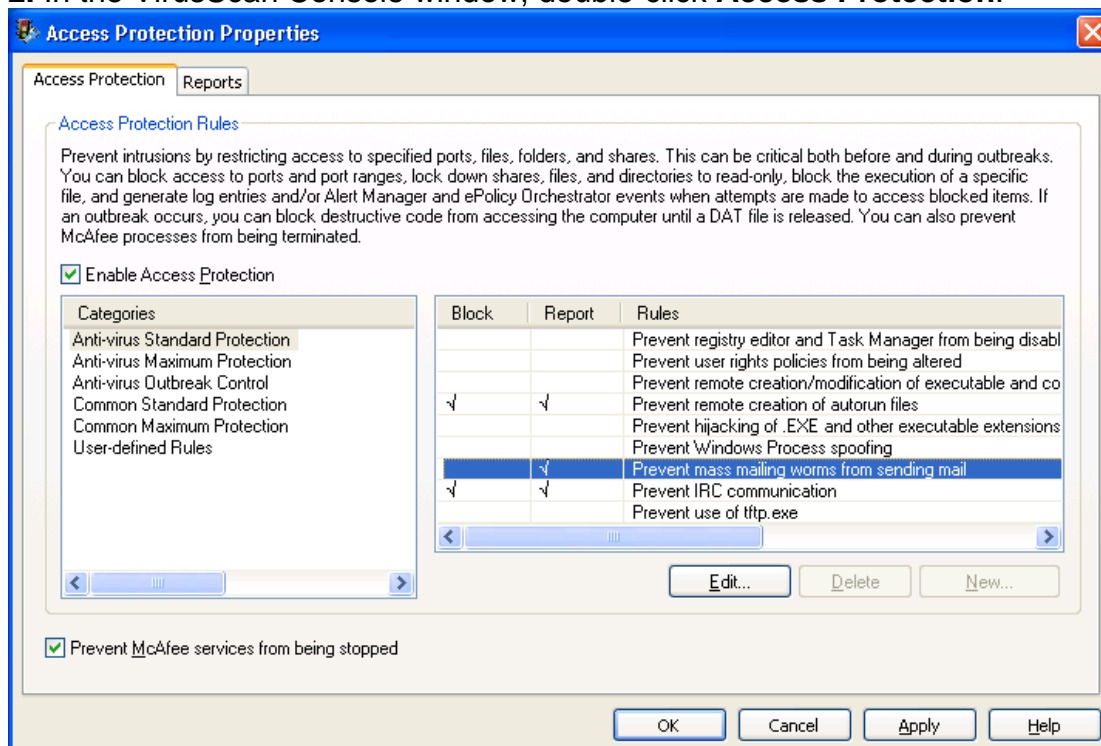 2. In the VirusScan Console window, double-click Access Protection.
Access Protection Properties
Access Protection
Reports
Access Protection Rules
Prevent intrusions by restricting access to specified ports, files, folders, and shares. This can be critical both before and during outbreaks.
You can block access to ports and port ranges, lock down shares, files, and directories to read-only, block the execution of a specific
file, and generate log entries and/or Alert Manager and ePolicy Orchestrator events when attempts are made to access blocked items. If
an outbreak occurs, you can block destructive code from accessing the computer until a DAT file is released. You can also prevent
McAfee processes from being terminated.
Enable Access Protection
Categories
Anti-virus Standard Protection
Anti-virus Maximum Protection
Anti-virus Outbreak Control
Common Standard Protection
Common Maximum Protection
User-defined Rules
Block Report Rules
Prevent registry editor and Task Manager from being disabl
Prevent user rights policies from being altered
Prevent remote creation/modification of executable and co
√ √ Prevent remote creation of autorun files
Prevent hijacking of .EXE and other executable extensions
Prevent Windows Process spoofing
√ Prevent mass mailing worms from sending mail
√ √ Prevent IRC communication
Prevent use of tftp.exe
Edit... Delete New...
Prevent McAfee services from being stopped
OK Cancel Apply Help